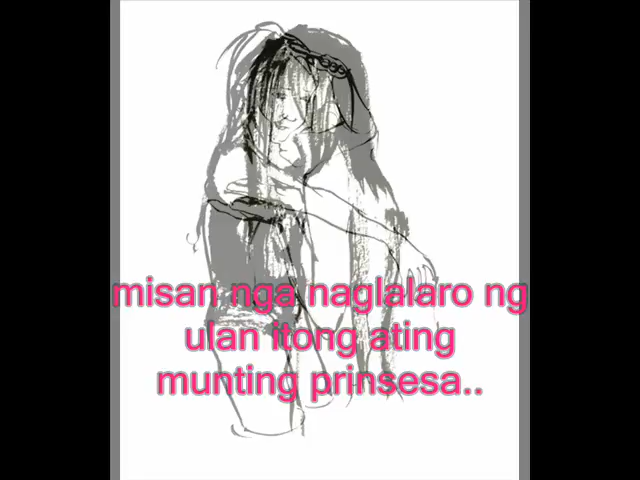 misan nga naglalaro ng
ulan itong ating
munting prinsesa..